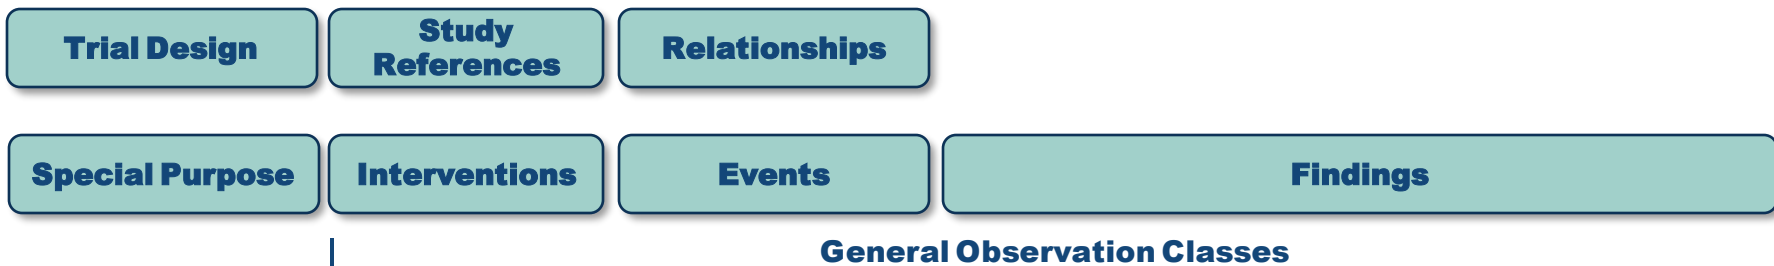 Trial Design
Study
References
Relationships
Special Purpose
Interventions
Events
Findings
General Observation Classes